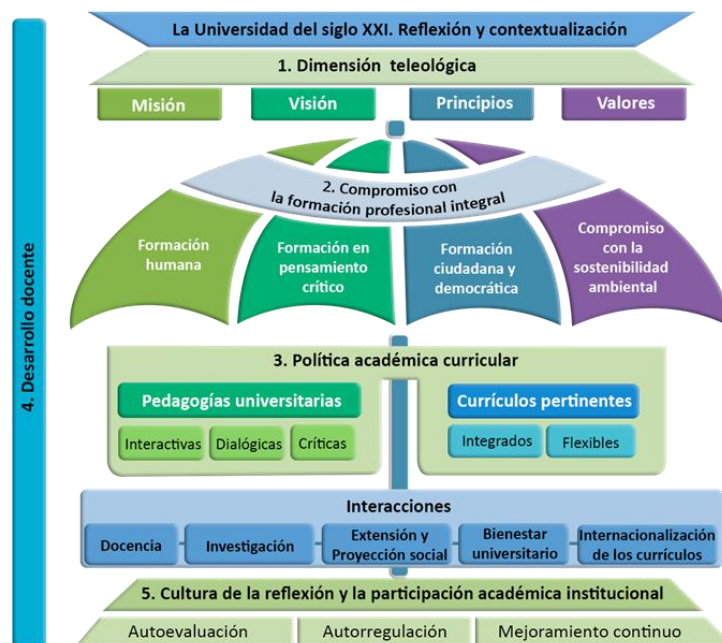 La Universidad del siglo XXI. Reflexión y contextualización
1. Dimensión teleológica
Misión
Visión
Principios
Valores
2. Compromiso con
la formación profesional integral
Formación
humana
Formación en
pensamiento
crítico
Formación
ciudadana y
democrática
Compromiso
con la
sostenibilidad
ambiental
3. Política académica curricular
Pedagogías universitarias
Interactivas
Dialógicas
Críticas
Currículos pertinentes
Integrados
Flexibles
Interacciones
Docencia
Investigación
Extensión y
Proyección social
Bienestar
universitario
Internacionalización
de los currículos
5. Cultura de la reflexión y la participación académica institucional
Autoevaluación
Autorregulación
Mejoramiento continuo
4. Desarrollo docente